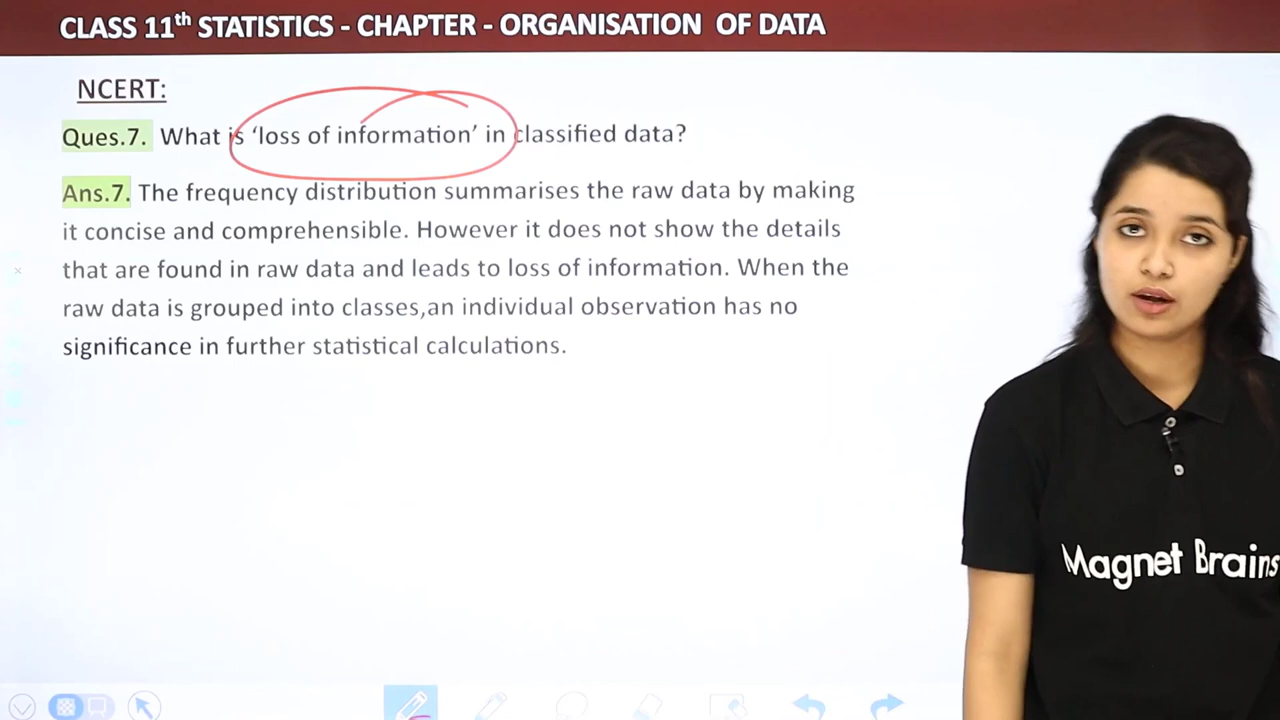 CLASS 11th STATISTICS - CHAPTER - ORGANISATION OF DATA
NCERT:
Ques.7. What is ‘loss of information’ in classified data?
Ans.7. The frequency distribution summarises the raw data by making
it concise and comprehensible. However it does not show the details
that are found in raw data and leads to loss of information. When the
raw data is grouped into classes,an individual observation has no
significance in further statistical calculations.
Magnet Brains